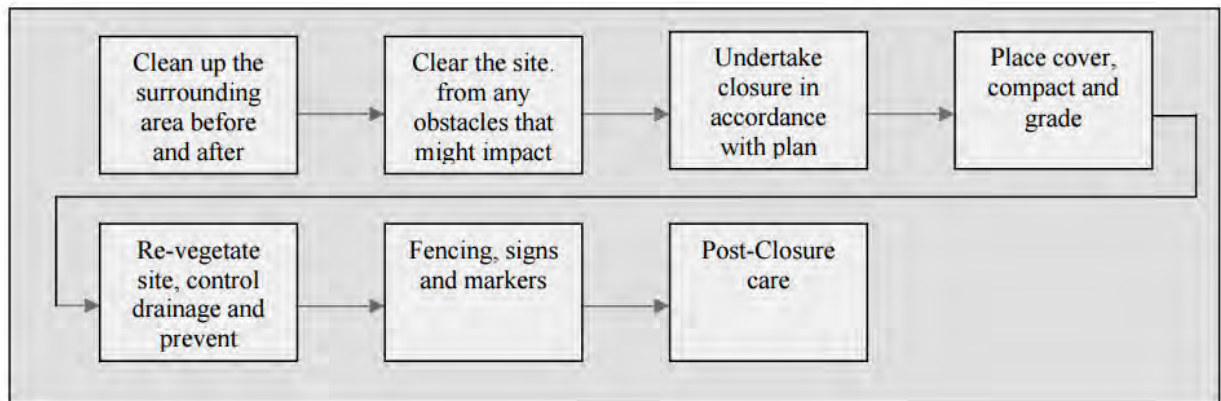 Clean up the
surrounding
area before
and after
Clear the site.
from any
obstacles that
might impact
Undertake
closure in
accordance
with plan
Place cover,
compact and
grade
Re-vegetate
site, control
drainage and
prevent
Fencing, signs
and markers
Post-Closure
care